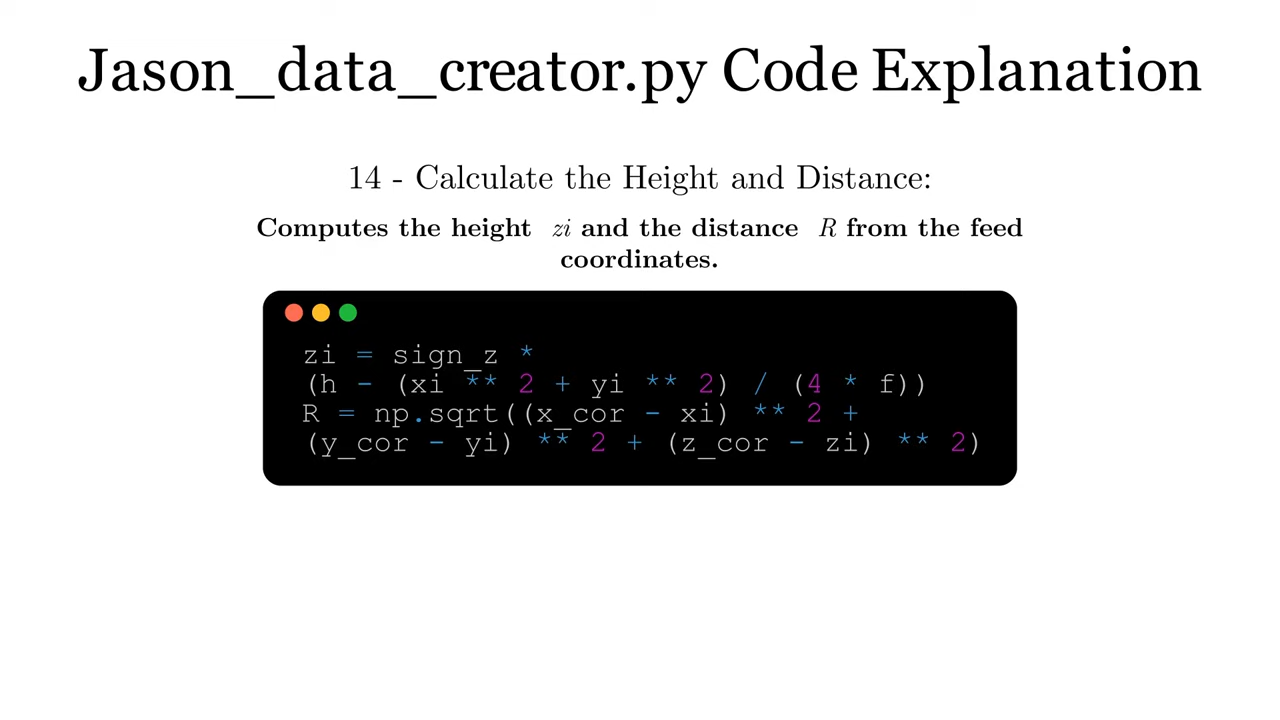 Jason_data_creator.py Code Explanation
14 - Calculate the Height and Distance:
Computes the height zi and the distance R from the feed
coordinates.
zi = sign_z *
(h - (xi ** 2 + yi ** 2) / (4 * f))
R = np.sqrt((x_cor - xi) ** 2 +
(y_cor - yi) ** 2 + (z_cor - zi) ** 2)